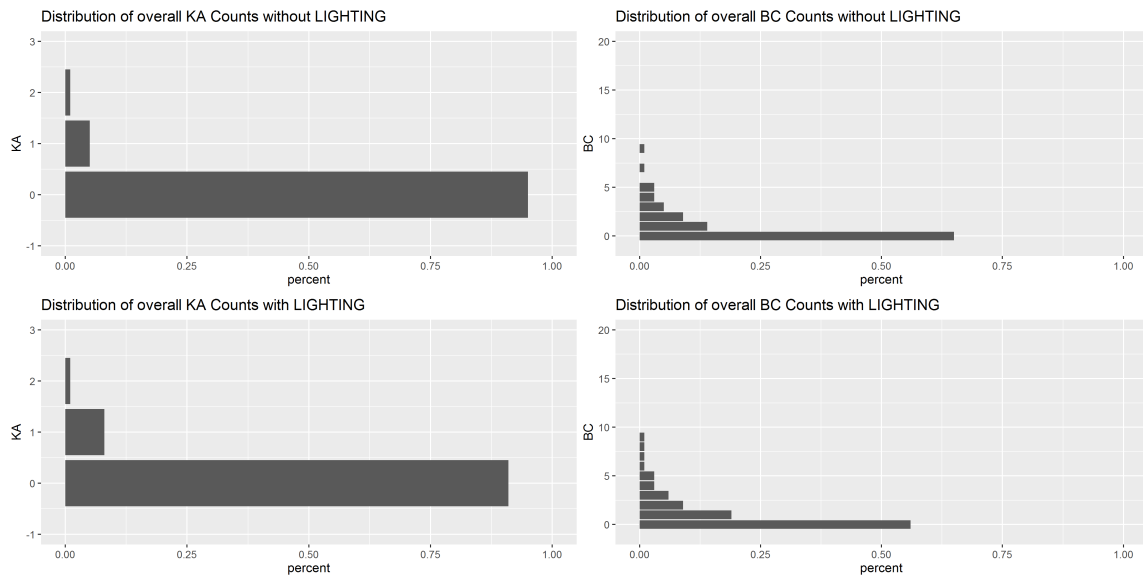 Distribution of overall KA Counts without LIGHTING
3
2
1
0
-1
KA
0.00 0.25 0.50 0.75 1.00
percent
Distribution of overall BC Counts without LIGHTING
20
15
10
5
0
BC
0.00 0.25 0.50 0.75 1.00
percent
Distribution of overall KA Counts with LIGHTING
3
2
1
0
-1
KA
0.00 0.25 0.50 0.75 1.00
percent
Distribution of overall BC Counts with LIGHTING
20
15
10
5
0
BC
0.00 0.25 0.50 0.75 1.00
percent